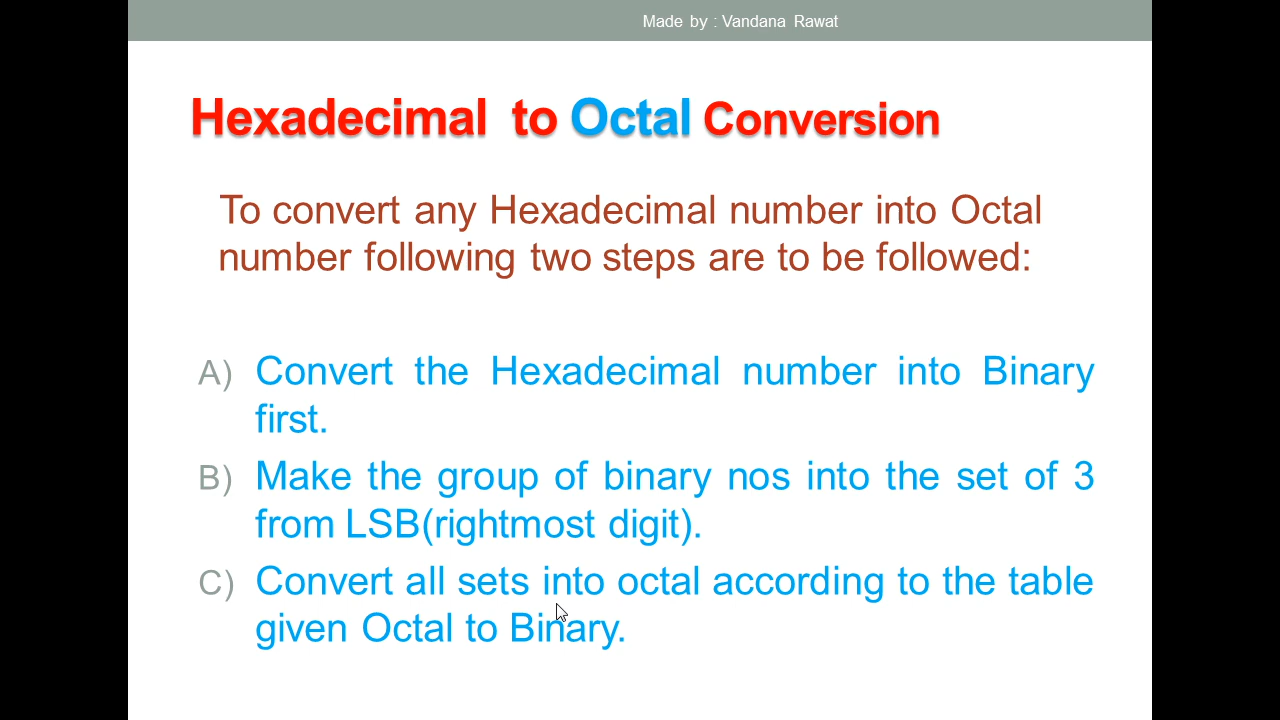 Made by : Vandana Rawat
Hexadecimal to Octal Conversion
To convert any Hexadecimal number into Octal
number following two steps are to be followed:
A) Convert the Hexadecimal number into Binary
first.
B) Make the group of binary nos into the set of 3
from LSB(rightmost digit).
C) Convert all sets into octal according to the table
given Octal to Binary.